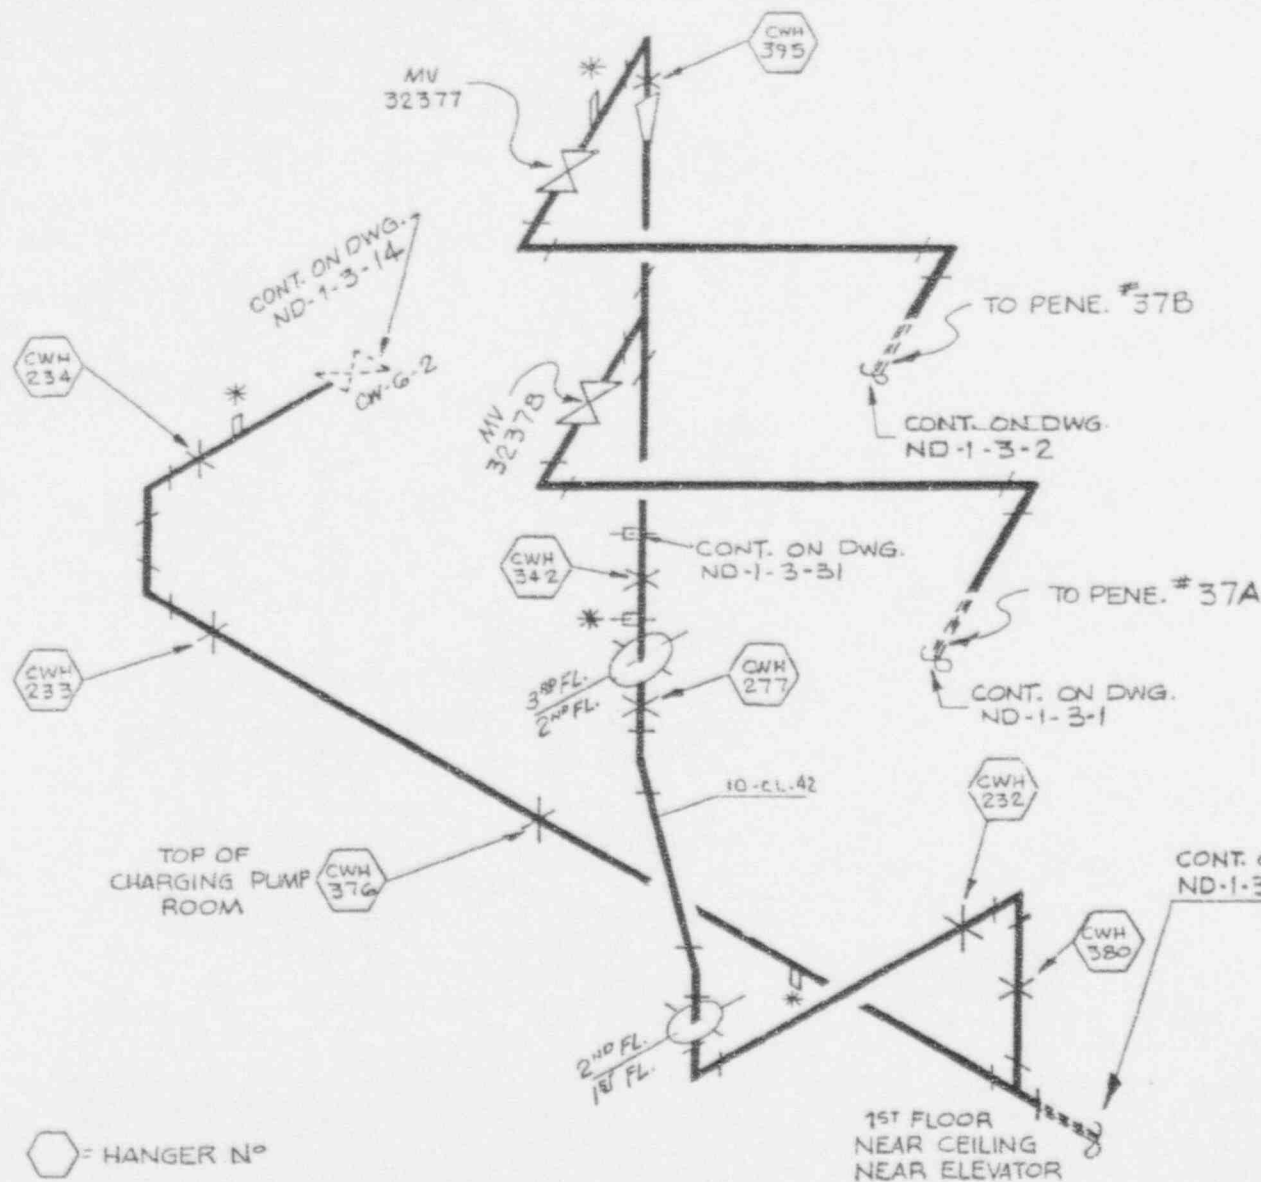 CWH
395
MV
32377
CONT. ON DWG.
ND-1-3-14
TO PENE. #37B
CWH
234
CW-6-2
MV
32378
CONT. ON DWG.
ND-1-3-2
CWH
342
CONT. ON DWG.
ND-1-3-31
TO PENE. #37A
CWH
233
3RD FL.
2ND FL.
CWH
277
CONT. ON DWG.
ND-1-3-1
10-CL-42
CWH
232
TOP OF
CHARGING PUMP
ROOM
CWH
376
CONT.
ND-1-3
CWH
380
2ND FL.
1ST FL.
1ST FLOOR
NEAR CEILING
NEAR ELEVATOR
= HANGER Nº